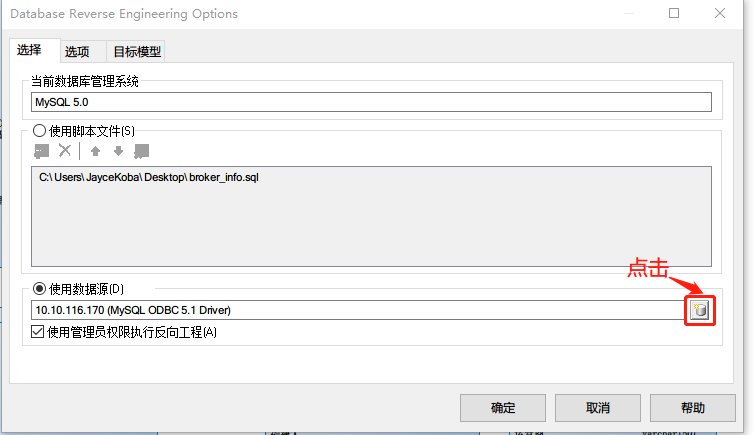 Database Reverse Engineering Options
选择 选项 目标模型
当前数据库管理系统
MySQL 5.0
使用脚本文件(S)
C:\Users\JayceKoba\Desktop\broker_info.sql
点击
使用数据源(D)
10.10.116.170 (MySQL ODBC 5.1 Driver)
使用管理员权限执行反向工程(A)
确定 取消 帮助